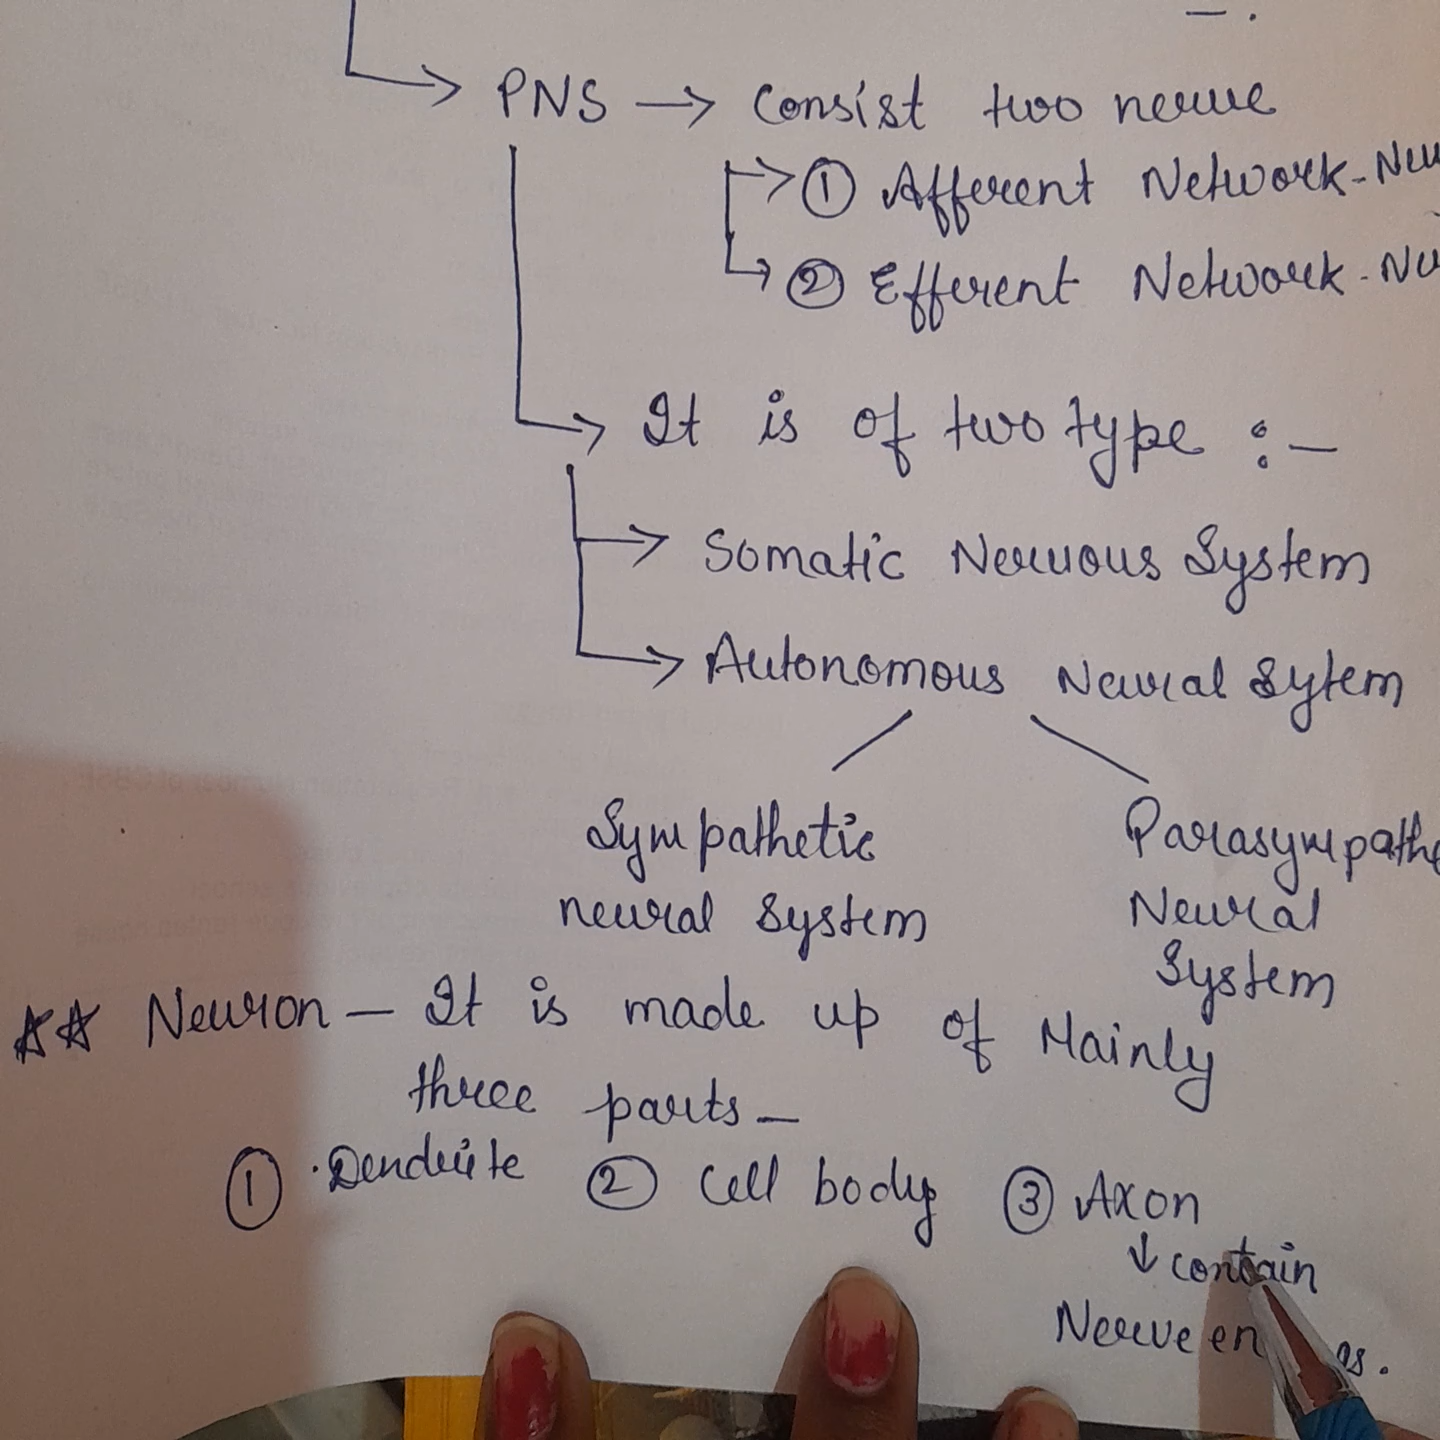 PNS → Consist two nerve
→ ① Afferent Network-
→ ② Efferent Network-
→ It is of two type :-
→ Somatic Nervous System
→ Autonomous Neural Sytem
Sympathetic
neural System
Neural
System
☆☆ Neuron - It is made up of Mainly
three parts -
① Dendrite ② Cell body ③ Axon
↓ contain
Nerve